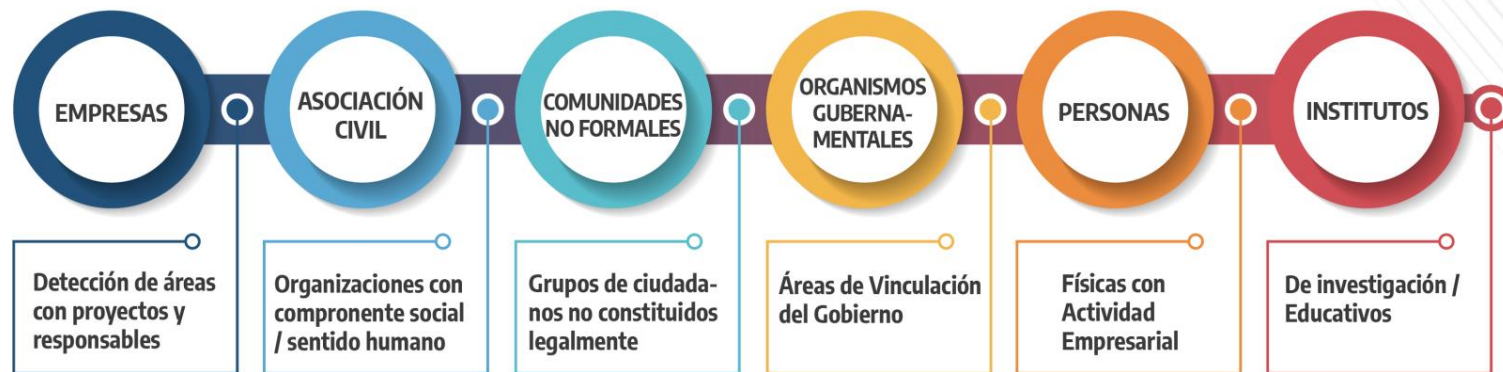 EMPRESAS
ASOCIACIÓN
CIVIL
COMUNIDADES
NO FORMALES
ORGANISMOS
GUBERNA-
MENTALES
PERSONAS
INSTITUTOS
Detección de áreas
con proyectos y
responsables
Organizaciones con
compronente social
/ sentido humano
Grupos de ciudada-
nos no constituidos
legalmente
Áreas de Vinculación
del Gobierno
Físicas con
Actividad
Empresarial
De investigación /
Educativos